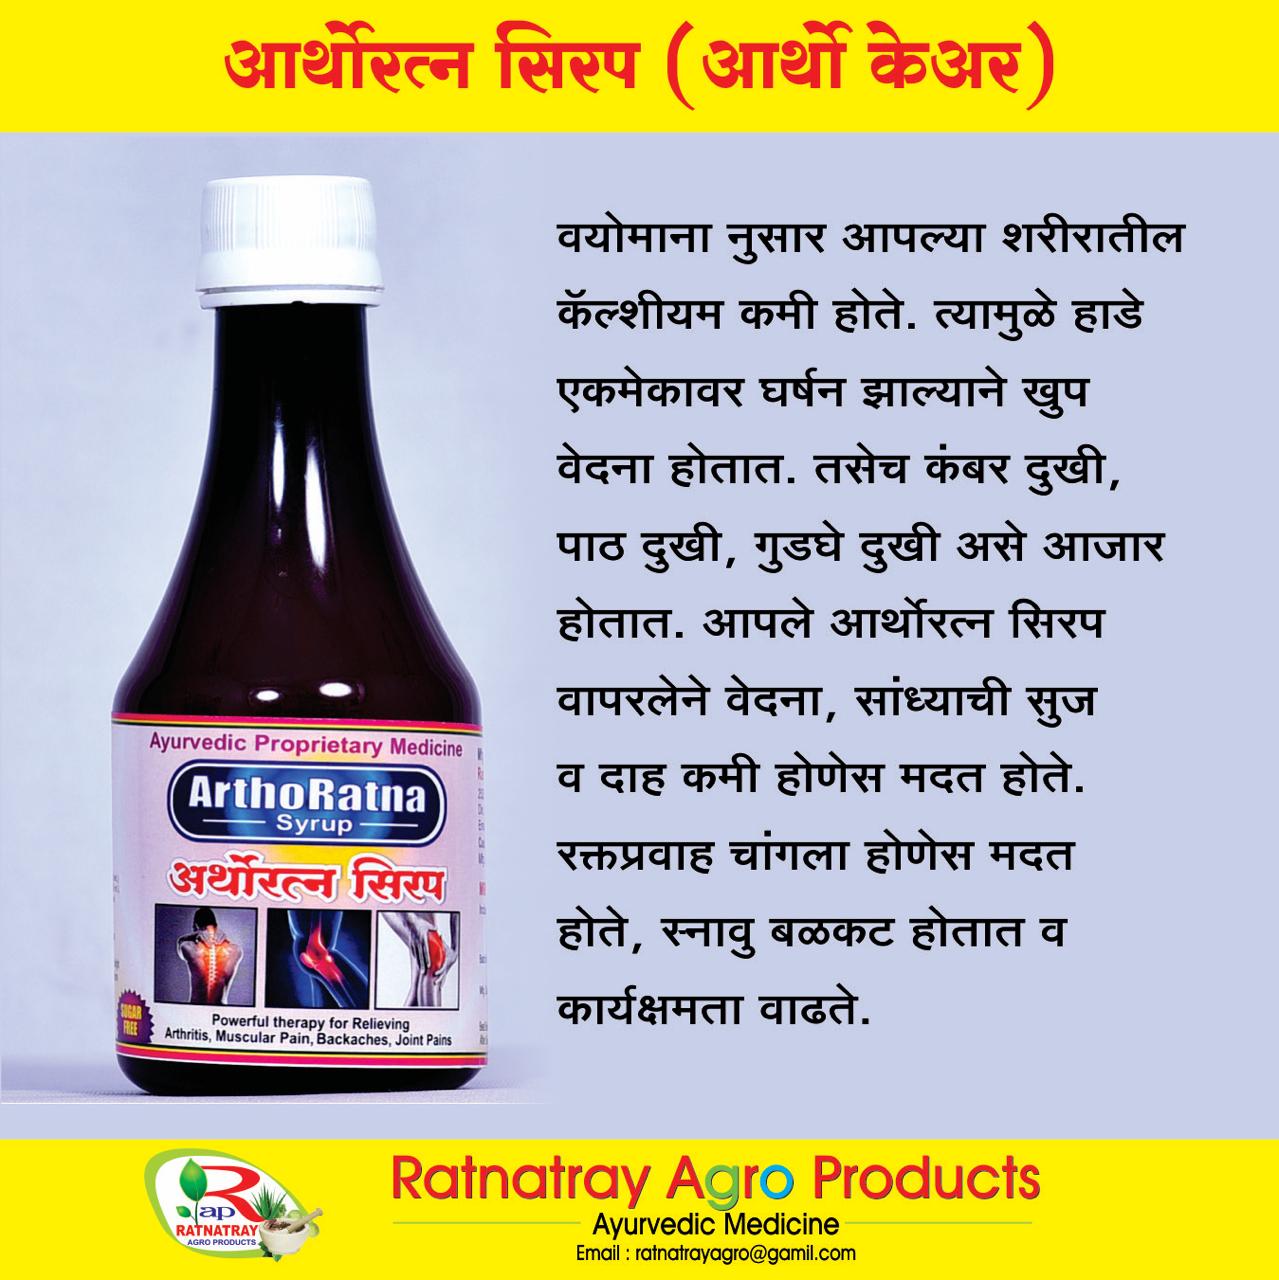 आर्थोरत्न सिरप (आर्थो केअर)
वयोमाना नुसार आपल्या शरीरातील
कॅल्शीयम कमी होते. त्यामुळे हाडे
एकमेकावर घर्षन झाल्याने खुप
वेदना होतात. तसेच कंबर दुखी,
पाठ दुखी, गुडघे दुखी असे आजार
होतात. आपले आर्थोरत्न सिरप
वापरलेने वेदना, सांध्याची सुज
व दाह कमी होणेस मदत होते.
रक्तप्रवाह चांगला होणेस मदत
होते, स्नावु बळकट होतात व
कार्यक्षमता वाढते.
Ayurvedic Proprietary Medicine
ArthoRatna
Syrup
अर्थोरत्न सिरप
SUGAR
FREE
Powerful therapy for Relieving
Arthritis, Muscular Pain, Backaches, Joint Pains
R
ap
RATNATRAY
AGRO PRODUCTS
Ratnatray Agro Products
Ayurvedic Medicine
Email : ratnatrayagro@gamil.com